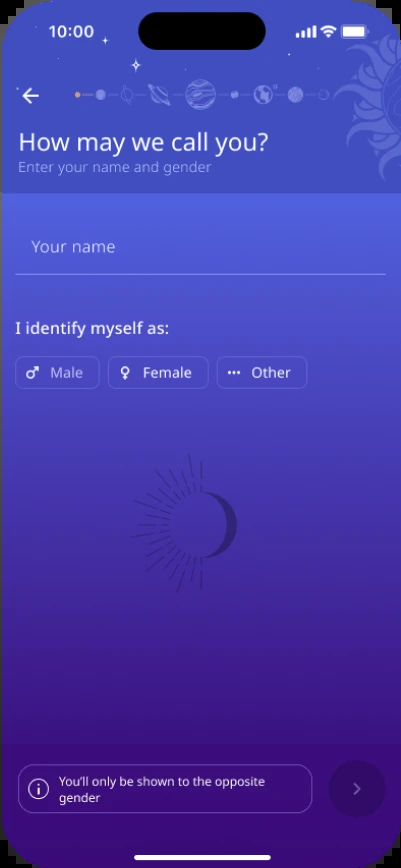 10:00
How may we call you?
Enter your name and gender
Your name
I identify myself as:
Male Female Other
You'll only be shown to the opposite
gender